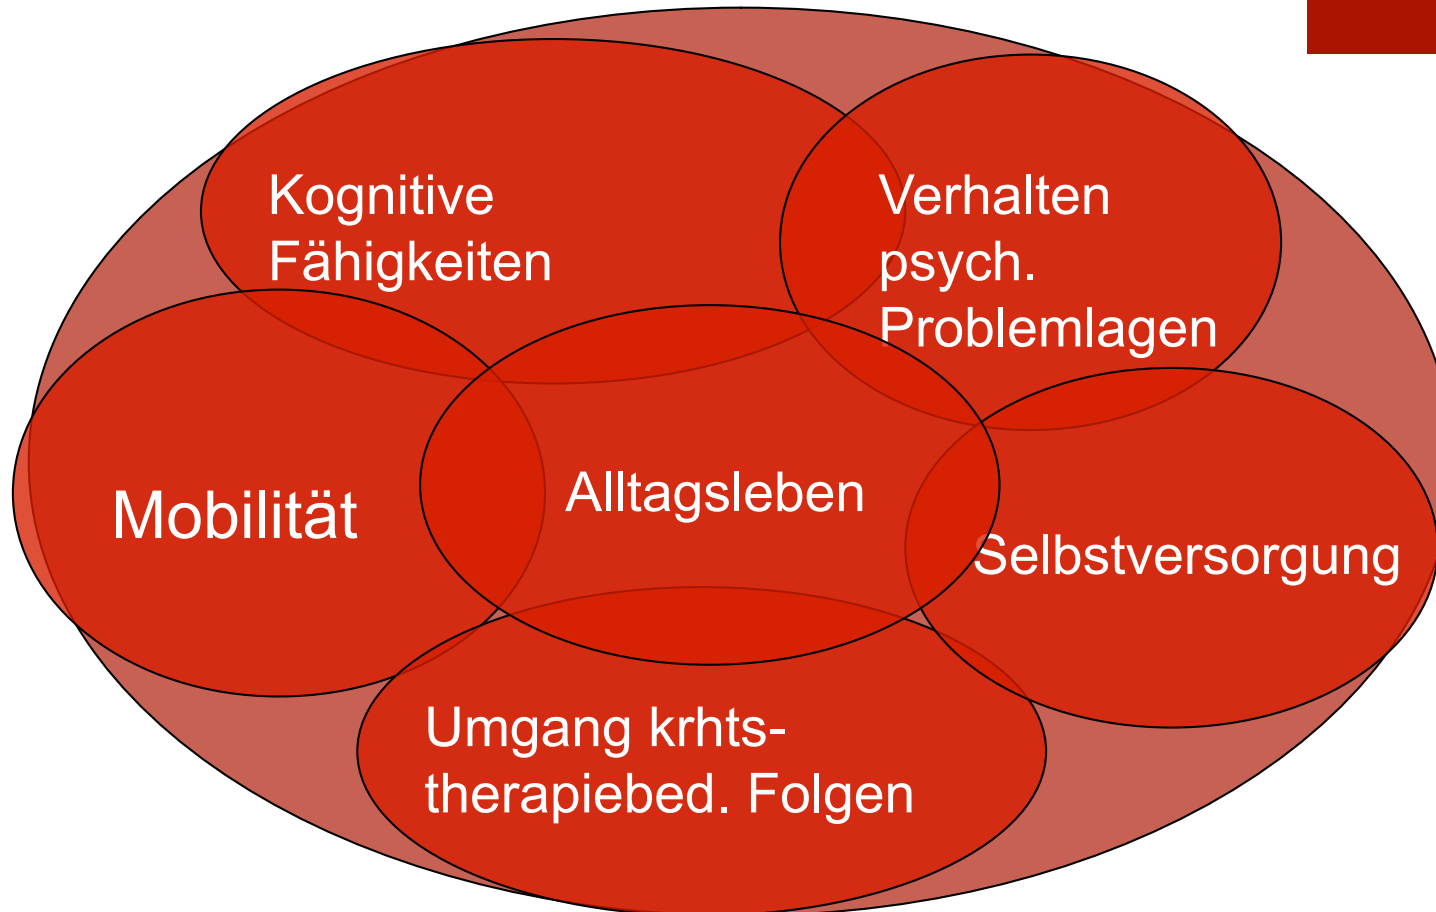 Kognitive
Fähigkeiten
Verhalten
psych.
Problemlagen
Mobilität
Alltagsleben
Selbstversorgung
Umgang krhts-
therapiebed. Folgen